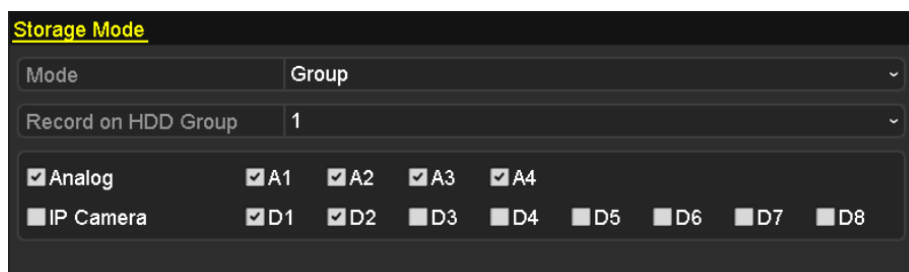 Storage Mode
Mode Group
Record on HDD Group 1
Analog A1 A2 A3 A4
IP Camera D1 D2 D3 D4 D5 D6 D7 D8